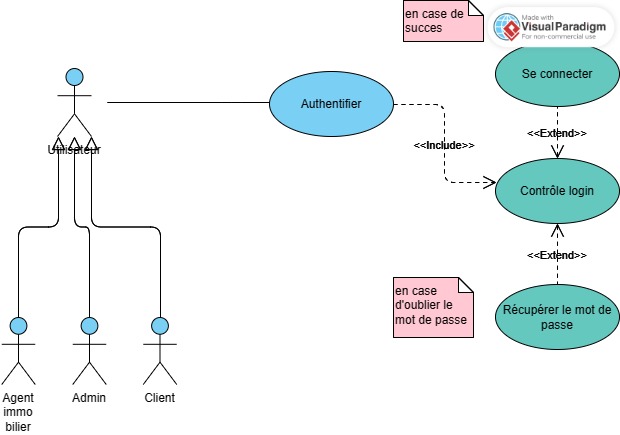 en case de
succes
Made with
Visual Paradigm
For non-commercial use
Se connecter
Authentifier
<<Extend>>
Utilisateur
<<Include>>
Contrôle login
<<Extend>>
en case
d'oublier le
mot de passe
Récupérer le mot de
passe
Agent
immo
bilier
Admin
Client